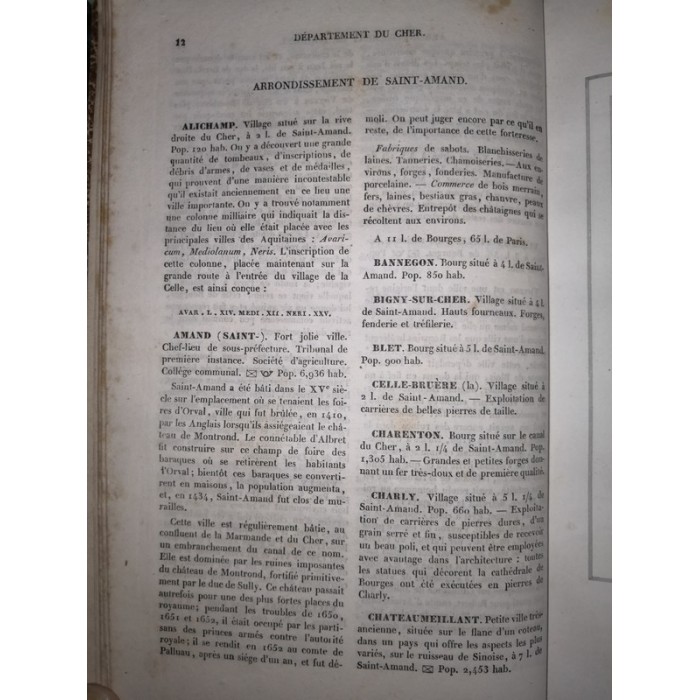 12
DÉPARTEMENT DU CHER.
ARRONDISSEMENT DE SAINT-AMAND.
ALICHAMP. Village situé sur la rive
droite du Cher, à 2 l. de Saint-Amand.
Pop. 120 hab. On y a découvert une grande
quantité de tombeaux, d'inscriptions, de
débris d'armes, de vases et de médailles,
qui prouvent d'une manière incontestable
qu'il existait anciennement en ce lieu une
ville importante. On y a trouvé notamment
une colonne milliaire qui indiquait la dis-
tance du lieu où elle était placée avec les
principales villes des Aquitaines : Avari-
cum, Mediolanum, Neris. L'inscription de
cette colonne, placée maintenant sur la
grande route à l'entrée du village de la
Celle, est ainsi conçue :
AVAR . L . XIV. MEDI . XII. NERI . XXV.
AMAND (SAINT-). Fort jolie ville.
Chef-lieu de sous-préfecture. Tribunal de
première instance. Société d'agriculture.
Collége communal. Pop. 6,936 hab.
Saint-Amand a été bâti dans le XVe siè-
cle sur l'emplacement où se tenaient les foi-
res d'Orval, ville qui fut brûlée, en 1410,
par les Anglais lorsqu'ils assiégeaient le châ-
teau de Montrond. Le connétable d'Albret
fit construire sur ce champ de foire des
baraques où se retirèrent les habitants
d'Orval; bientôt ces baraques se converti-
rent en maisons, la population augmenta,
et, en 1434, Saint-Amand fut clos de mu-
railles.
Cette ville est régulièrement bâtie, au
confluent de la Marmande et du Cher, sur
un embranchement du canal de ce nom.
Elle est dominée par les ruines imposantes
du château de Montrond, fortifié primitive-
ment par le duc de Sully. Ce château passait
autrefois pour une des plus fortes places du
royaume; pendant les troubles de 1650,
1651 et 1652, il était occupé par les parti-
sans des princes armés contre l'autorité
royale; il se rendit en 1652 au comte de
Palluau, après un siége d'un an, et fut dé-
moli. On peut juger encore par ce qu'il en
reste, de l'importance de cette forteresse.
Fabriques de sabots. Blanchisseries de
laines. Tanneries, Chamoiseries. — Aux en-
virons, forges, fonderies. Manufacture de
porcelaine. — Commerce de bois merrain,
fers, laines, bestiaux gras, chanvre, peaux
de chèvres. Entrepôt des châtaignes qui se
récoltent aux environs.
A 11 l. de Bourges; 65 l. de Paris.
BANNEGON. Bourg situé à 4 l. de Saint-
Amand. Pop. 850 hab.
BIGNY-SUR-CHER. Village situé à 4 l.
de Saint-Amand. Hauts fourneaux. Forges,
fenderie et tréfilerie.
BLET. Bourg situé à 5 l. de Saint-Amand.
Pop. 900 hab.
CELLE-BRUÈRE (la). Village situé à
2 l. de Saint-Amand. — Exploitation de
carrières de belles pierres de taille.
CHARENTON. Bourg situé sur le canal
du Cher, à 2 l. 1/4 de Saint-Amand. Pop.
1,305 hab. — Grandes et petites forges don-
nant un fer très-doux et de première qualité.
CHARLY. Village situé à 5 l. 1/4 de
Saint-Amand. Pop. 660 hab. — Exploita-
tion de carrières de pierres dures, d'un
grain serré et fin, susceptibles de recevoir
un beau poli, et qui peuvent être employées
avec avantage dans l'architecture : toutes
les statues qui décorent la cathédrale de
Bourges ont été exécutées en pierres de
Charly.
CHATEAUMEILLANT. Petite ville très-
ancienne, située sur le flanc d'un coteau,
dans un pays qui offre les aspects les plus
variés, sur le ruisseau de Sinoise, à 7 l. de
Saint-Amand. Pop. 2,453 hab.